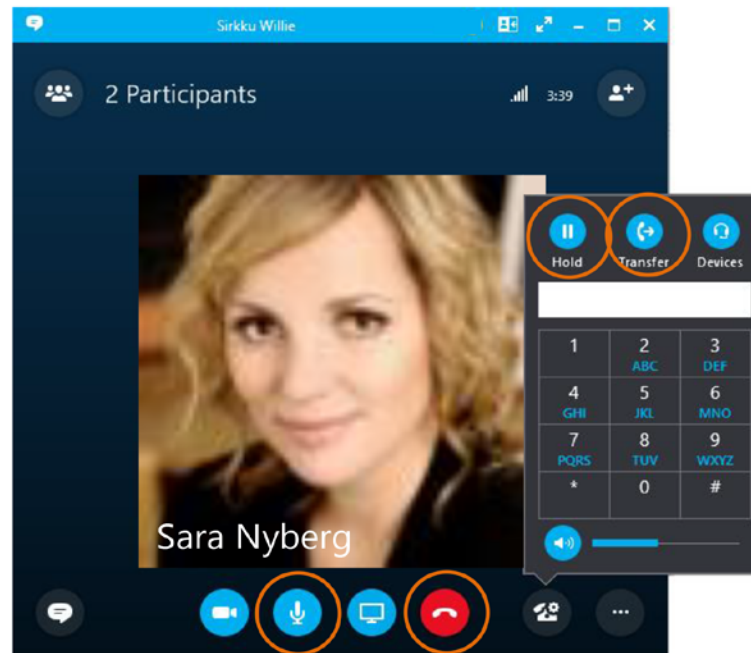 Sirkku Willie
2 Participants
3:39
Hold Transfer Devices
1 2 3
ABC DEF
4 5 6
GHI JKL MNO
7 8 9
PQRS TUV WXYZ
* 0 #
Sara Nyberg